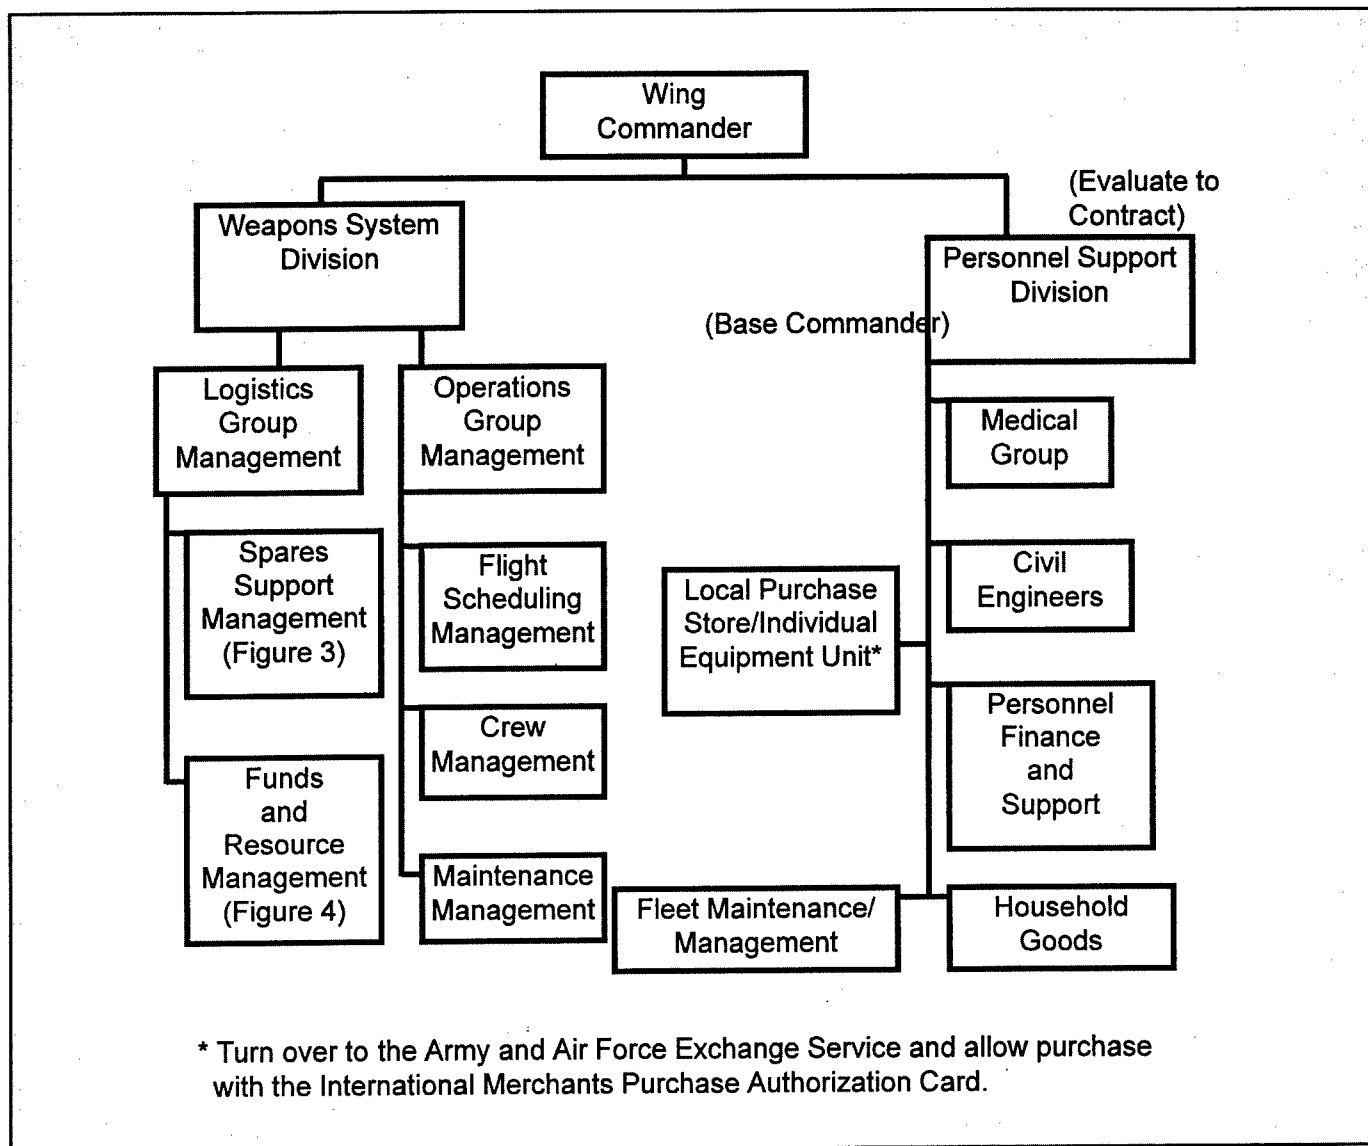 Wing
Commander
(Evaluate to
Contract)
Weapons System
Division
Personnel Support
Division
(Base Commander)
Logistics
Group
Management
Operations
Group
Management
Medical
Group
Spares
Support
Management
(Figure 3)
Flight
Scheduling
Management
Local Purchase
Store/Individual
Equipment Unit*
Civil
Engineers
Crew
Management
Personnel
Finance
and
Support
Funds
and
Resource
Management
(Figure 4)
Maintenance
Management
Fleet Maintenance/
Management
Household
Goods
* Turn over to the Army and Air Force Exchange Service and allow purchase
with the International Merchants Purchase Authorization Card.